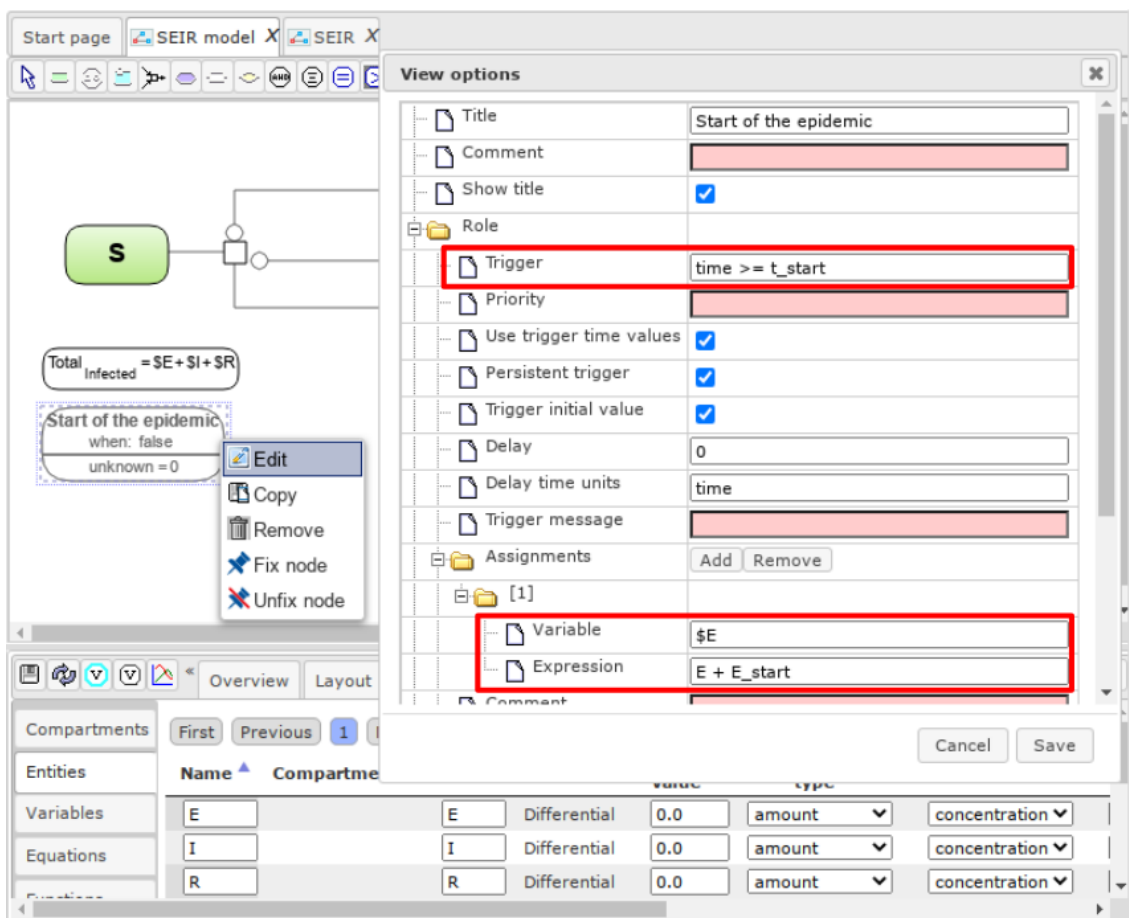 Start page
SEIR model X
SEIR X
AND
View options
Title
Start of the epidemic
Comment
Show title
Role
Trigger
time >= t_start
Priority
Use trigger time values
Persistent trigger
Trigger initial value
Delay
0
Delay time units
time
Trigger message
Assignments
Add
Remove
[1]
Variable
$E
Expression
E + E_start
Comment
Cancel
Save
S
Total Infected = $E+$I+$R
Start of the epidemic
when: false
unknown = 0
Edit
Copy
Remove
Fix node
Unfix node
V V «
Overview
Layout
Compartments
Entities
Variables
Equations
Functions
First
Previous
1
Name
Compartme
value
type
E E Differential 0.0 amount concentration
I I Differential 0.0 amount concentration
R R Differential 0.0 amount concentration